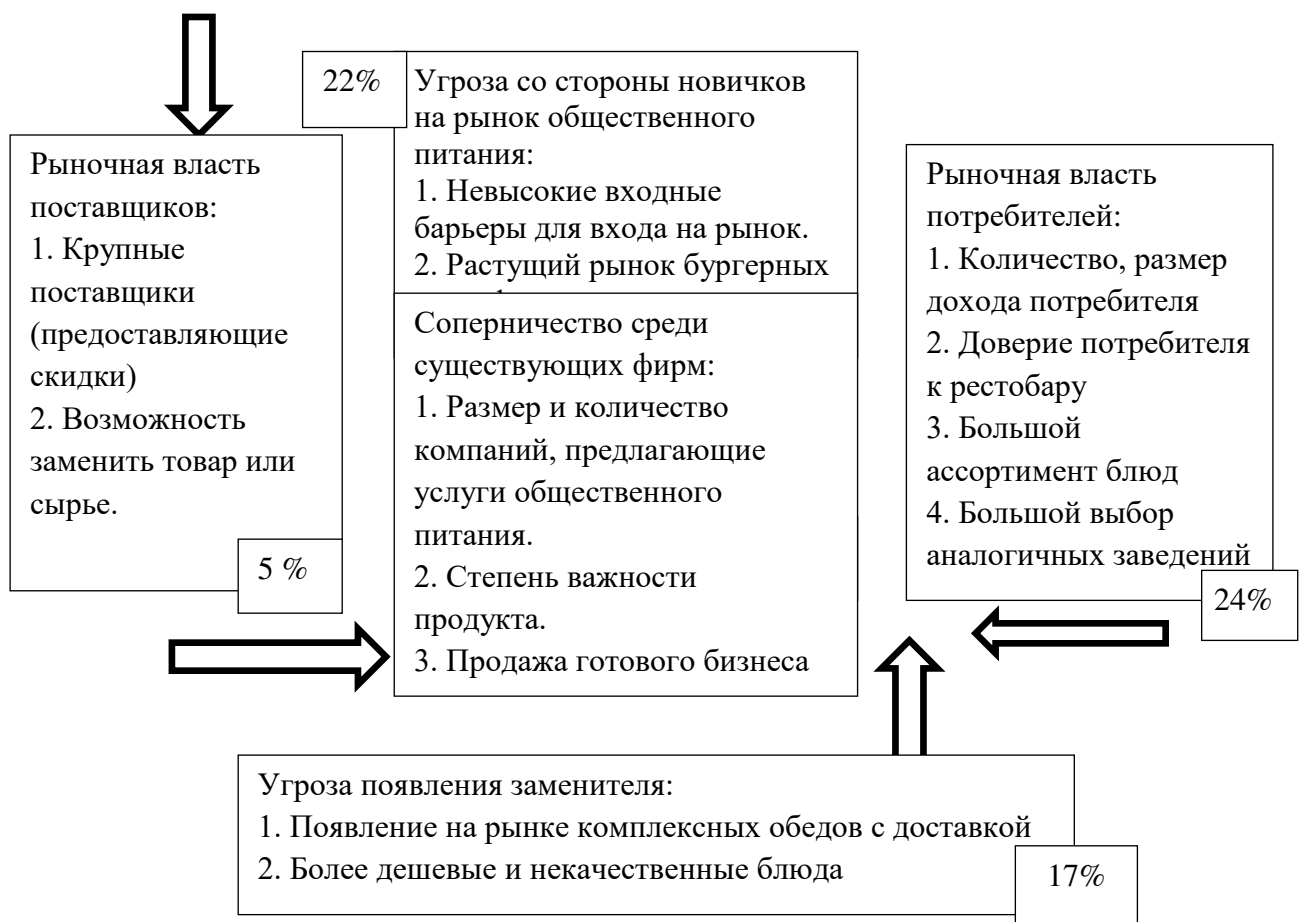 22%
Угроза со стороны новичков
на рынок общественного
питания:
1. Невысокие входные
барьеры для входа на рынок.
2. Растущий рынок бургерных
Рыночная власть
поставщиков:
1. Крупные
поставщики
(предоставляющие
скидки)
2. Возможность
заменить товар или
сырье.
5 %
Соперничество среди
существующих фирм:
1. Размер и количество
компаний, предлагающие
услуги общественного
питания.
2. Степень важности
продукта.
3. Продажа готового бизнеса
Рыночная власть
потребителей:
1. Количество, размер
дохода потребителя
2. Доверие потребителя
к рестобару
3. Большой
ассортимент блюд
4. Большой выбор
аналогичных заведений
24%
Угроза появления заменителя:
1. Появление на рынке комплексных обедов с доставкой
2. Более дешевые и некачественные блюда
17%